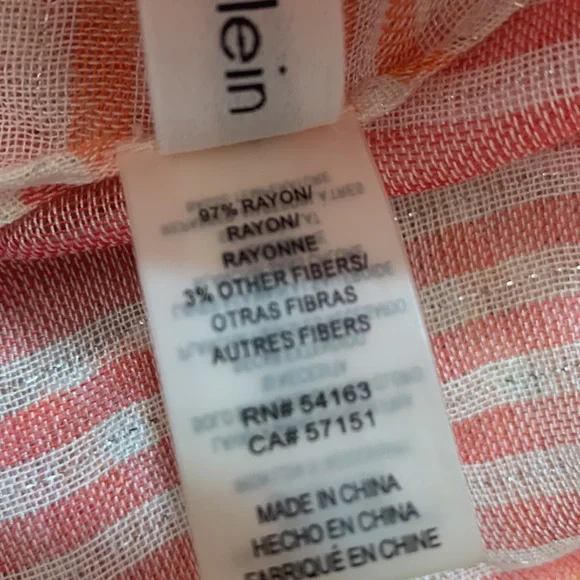 lein
97% RAYON/
RAYON/
RAYONNE
3% OTHER FIBERS/
OTRAS FIBRAS
AUTRES FIBERS
RN# 54163
CA# 57151
MADE IN CHINA
HECHO EN CHINA
FABRIQUÉ EN CHINE